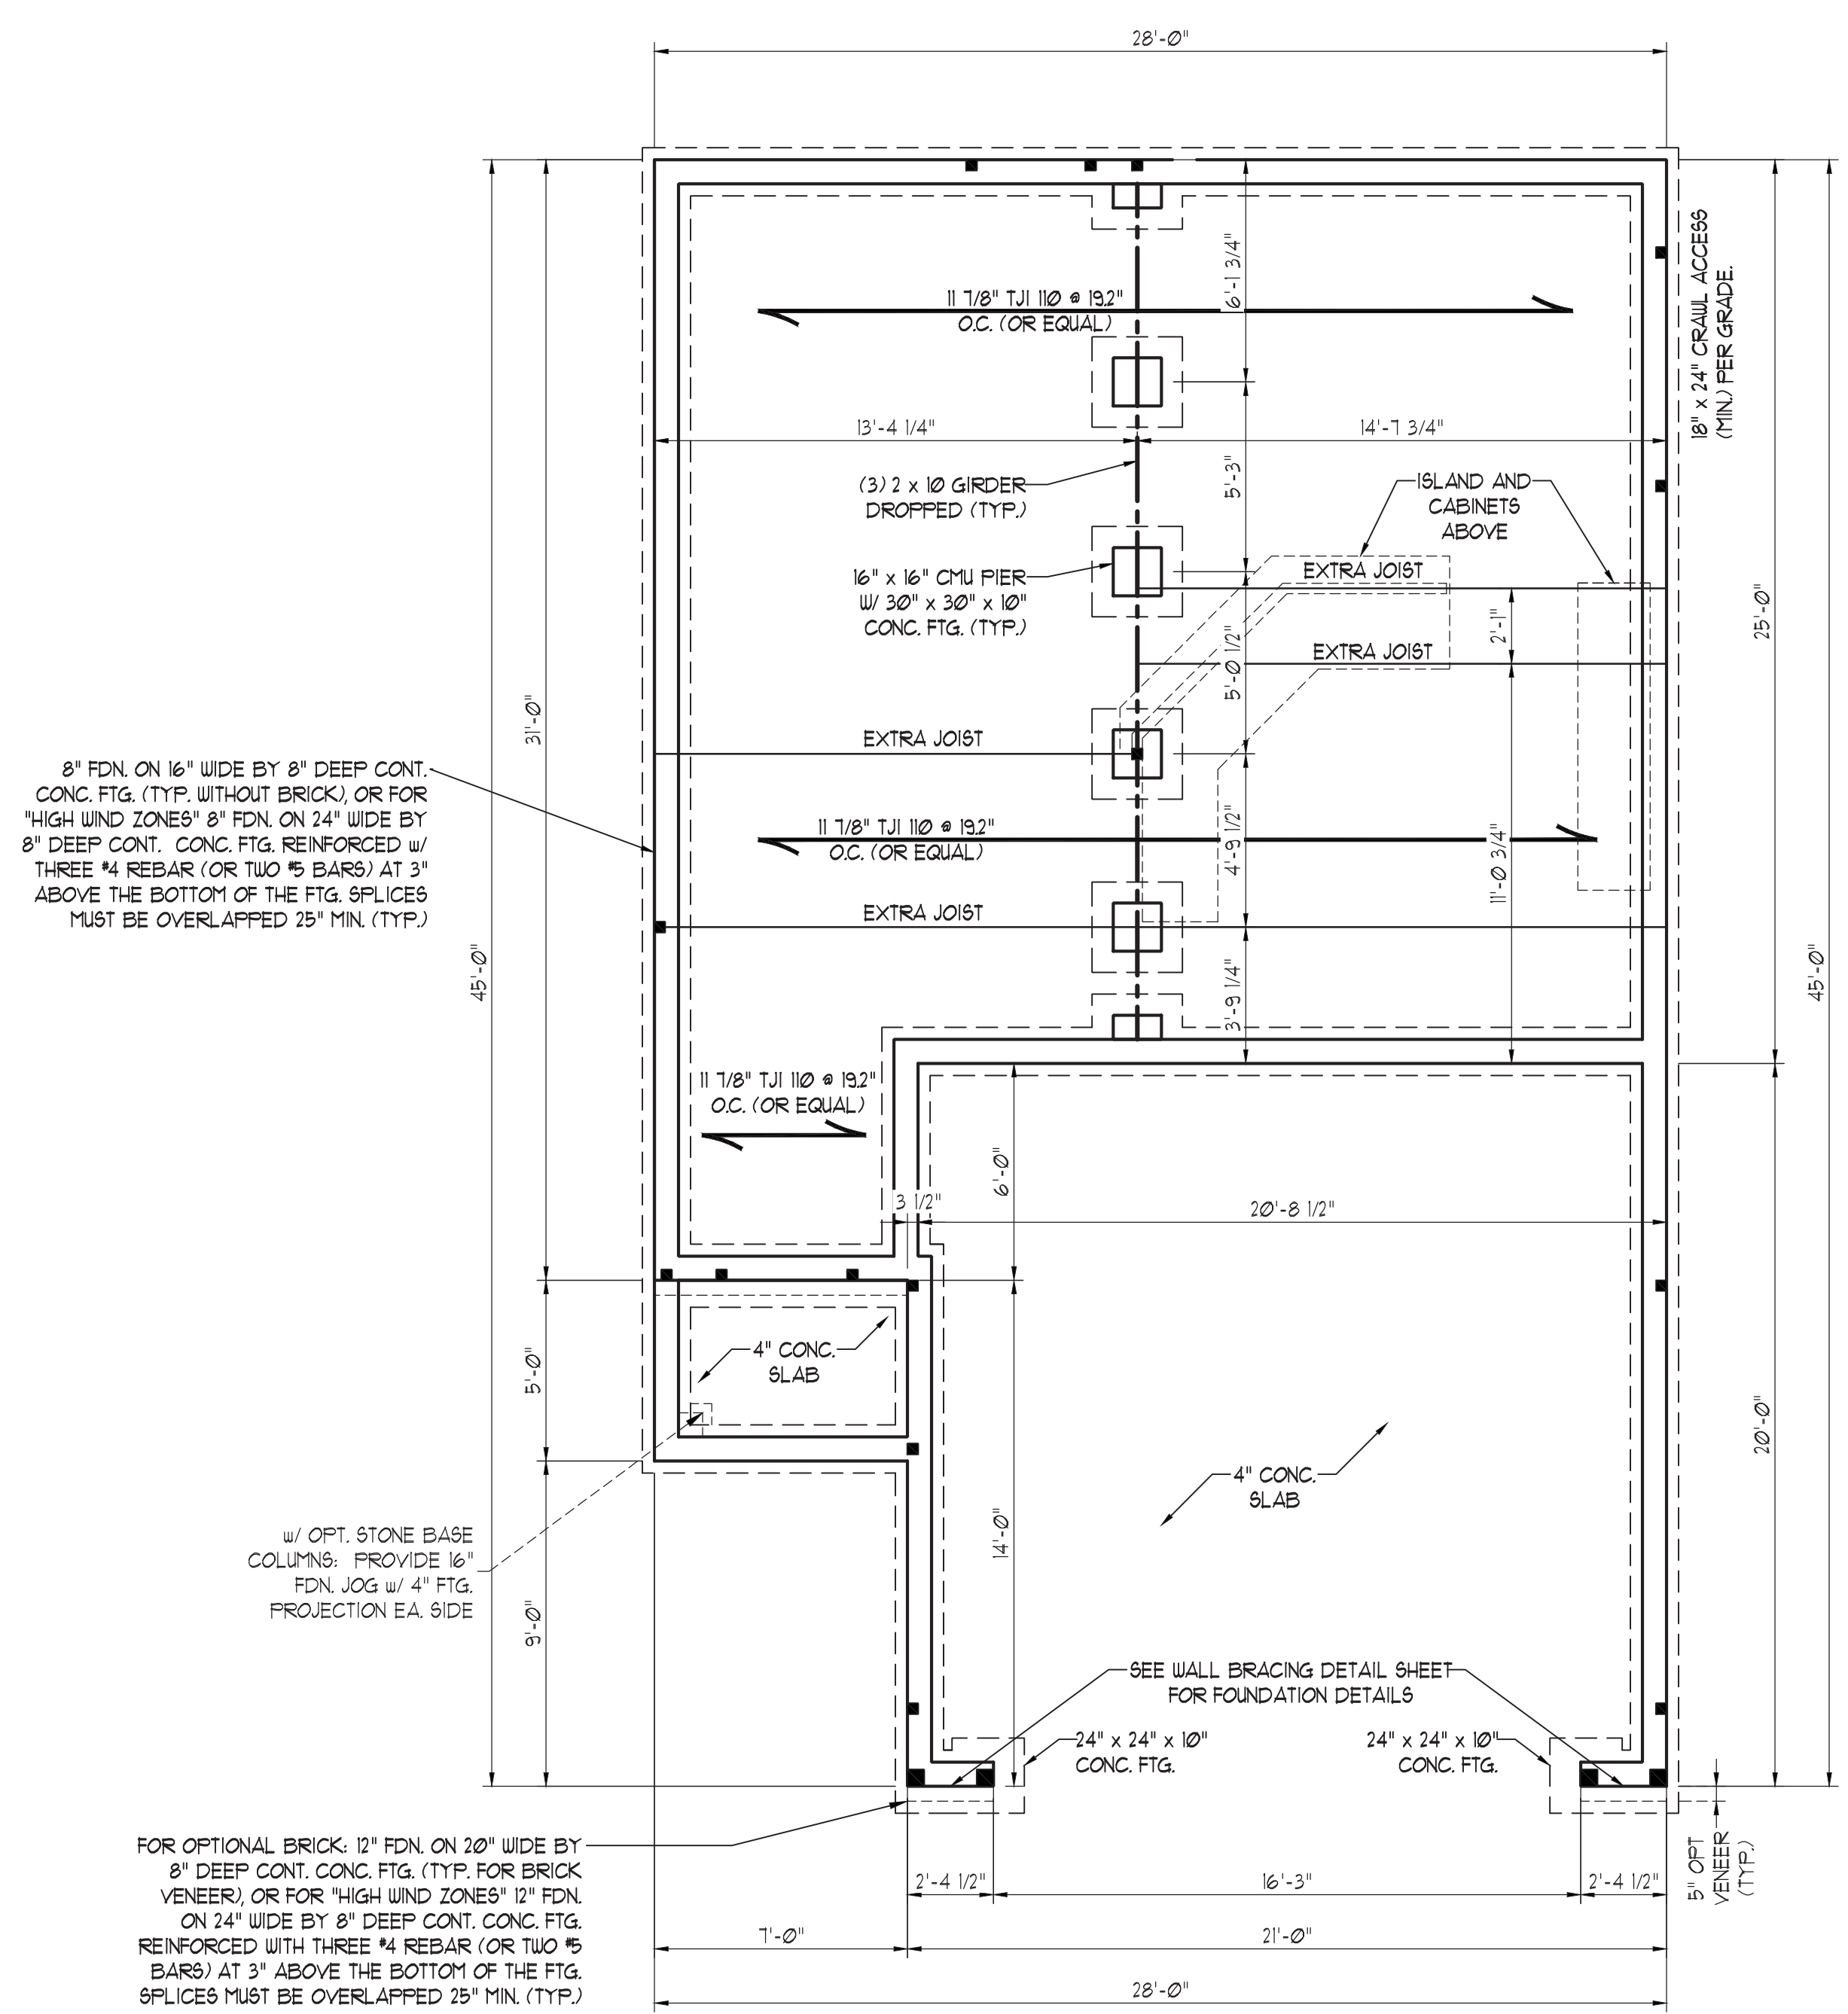 28'-0"
18" x 24" CRAWL ACCESS
(MIN.) PER GRADE.
6'-1 3/4"
11 7/8" TJI 110 @ 19.2"
O.C. (OR EQUAL)
13'-4 1/4"
14'-7 3/4"
5'-3"
(3) 2 x 10 GIRDER
DROPPED (TYP.)
ISLAND AND
CABINETS
ABOVE
16" x 16" CMU PIER
W/ 30" x 30" x 10"
CONC. FTG. (TYP.)
EXTRA JOIST
2'-1"
25'-0"
5'-0 1/2"
EXTRA JOIST
31'-0"
EXTRA JOIST
8" FDN. ON 16" WIDE BY 8" DEEP CONT.
CONC. FTG. (TYP. WITHOUT BRICK), OR FOR
"HIGH WIND ZONES" 8" FDN. ON 24" WIDE BY
8" DEEP CONT. CONC. FTG. REINFORCED w/
THREE #4 REBAR (OR TWO #5 BARS) AT 3"
ABOVE THE BOTTOM OF THE FTG. SPLICES
MUST BE OVERLAPPED 25" MIN. (TYP.)
11 7/8" TJI 110 @ 19.2"
O.C. (OR EQUAL)
4'-9 1/2"
11'-0 3/4"
EXTRA JOIST
45'-0"
45'-0"
3'-9 1/4"
11 7/8" TJI 110 @ 19.2"
O.C. (OR EQUAL)
6'-0"
3 1/2"
20'-8 1/2"
4" CONC.
SLAB
5'-0"
20'-0"
4" CONC.
SLAB
14'-0"
w/ OPT. STONE BASE
COLUMNS: PROVIDE 16"
FDN. JOG w/ 4" FTG.
PROJECTION EA. SIDE
9'-0"
SEE WALL BRACING DETAIL SHEET
FOR FOUNDATION DETAILS
24" x 24" x 10"
CONC. FTG.
24" x 24" x 10"
CONC. FTG.
FOR OPTIONAL BRICK: 12" FDN. ON 20" WIDE BY
8" DEEP CONT. CONC. FTG. (TYP. FOR BRICK
VENEER), OR FOR "HIGH WIND ZONES" 12" FDN.
ON 24" WIDE BY 8" DEEP CONT. CONC. FTG.
REINFORCED WITH THREE #4 REBAR (OR TWO #5
BARS) AT 3" ABOVE THE BOTTOM OF THE FTG.
SPLICES MUST BE OVERLAPPED 25" MIN. (TYP.)
5" OPT
VENEER
(TYP.)
2'-4 1/2"
16'-3"
2'-4 1/2"
7'-0"
21'-0"
28'-0"